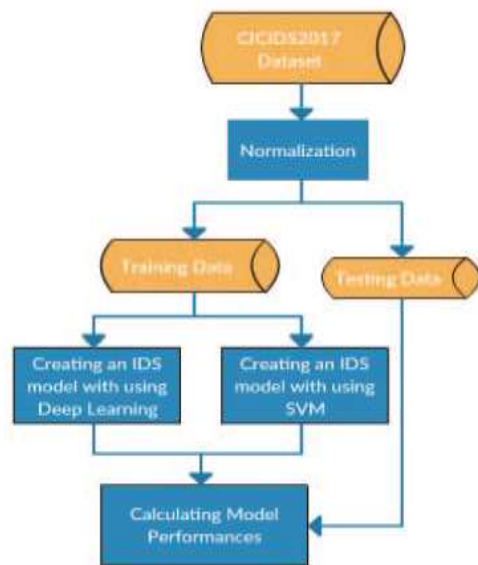 CICIDS2017
Dataset
Normalization
Training Data
Testing Data
Creating an IDS
model with using
Deep Learning
Creating an IDS
model with using
SVM
Calculating Model
Performances